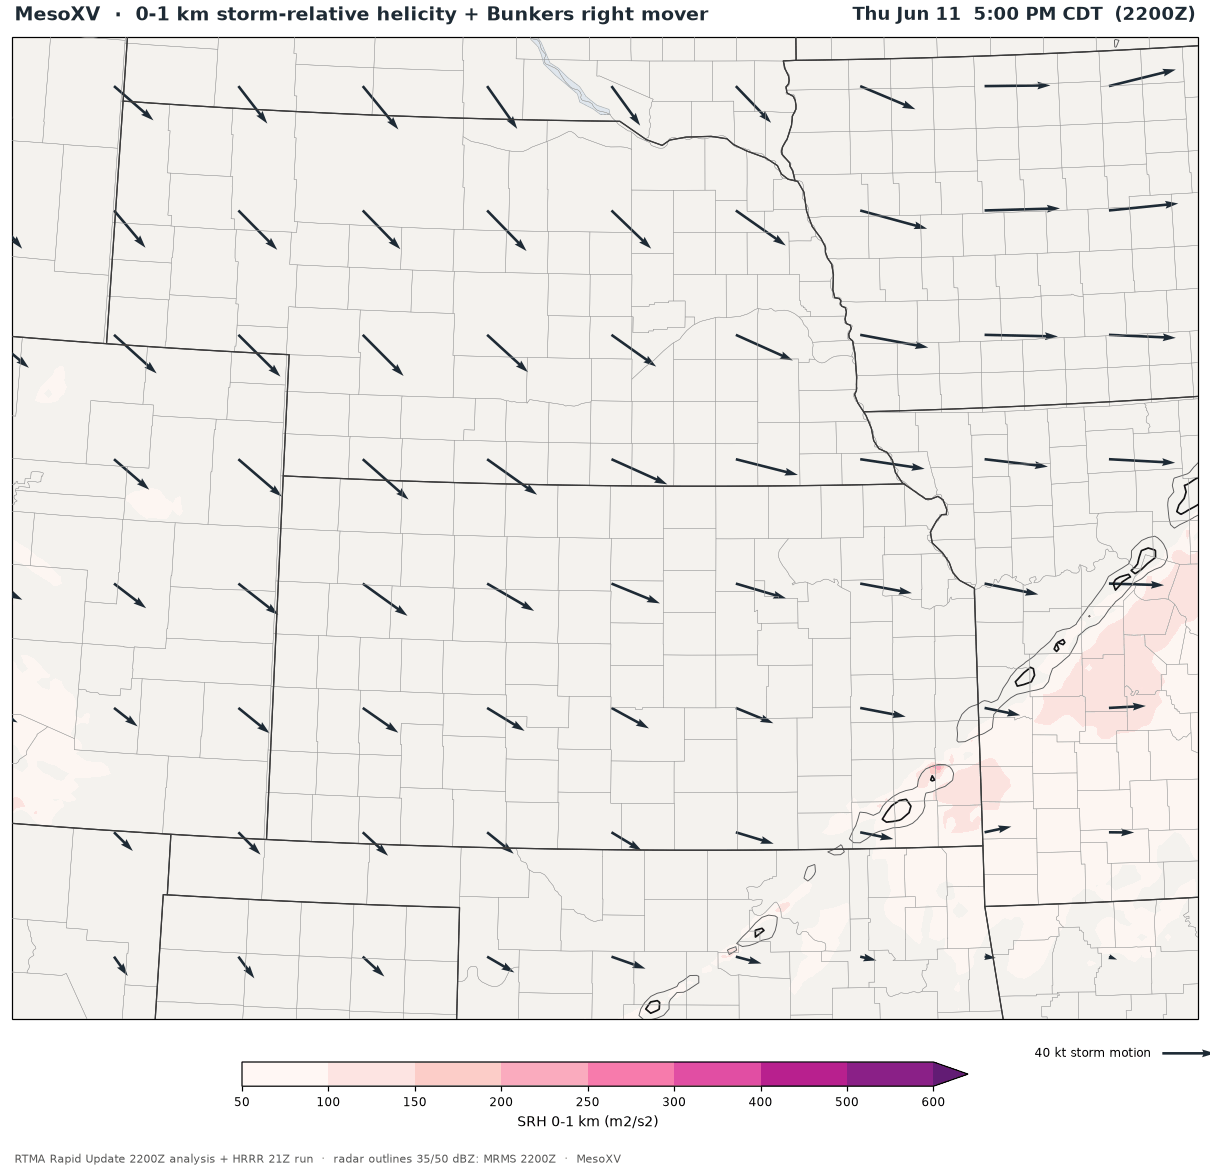 MesoXV · 0-1 km storm-relative helicity + Bunkers right mover
Thu Jun 11 5:00 PM CDT (2200Z)
40 kt storm motion
50 100 150 200 250 300 400 500 600
SRH 0-1 km (m2/s2)
RTMA Rapid Update 2200Z analysis + HRRR 21Z run · radar outlines 35/50 dBZ: MRMS 2200Z · MesoXV